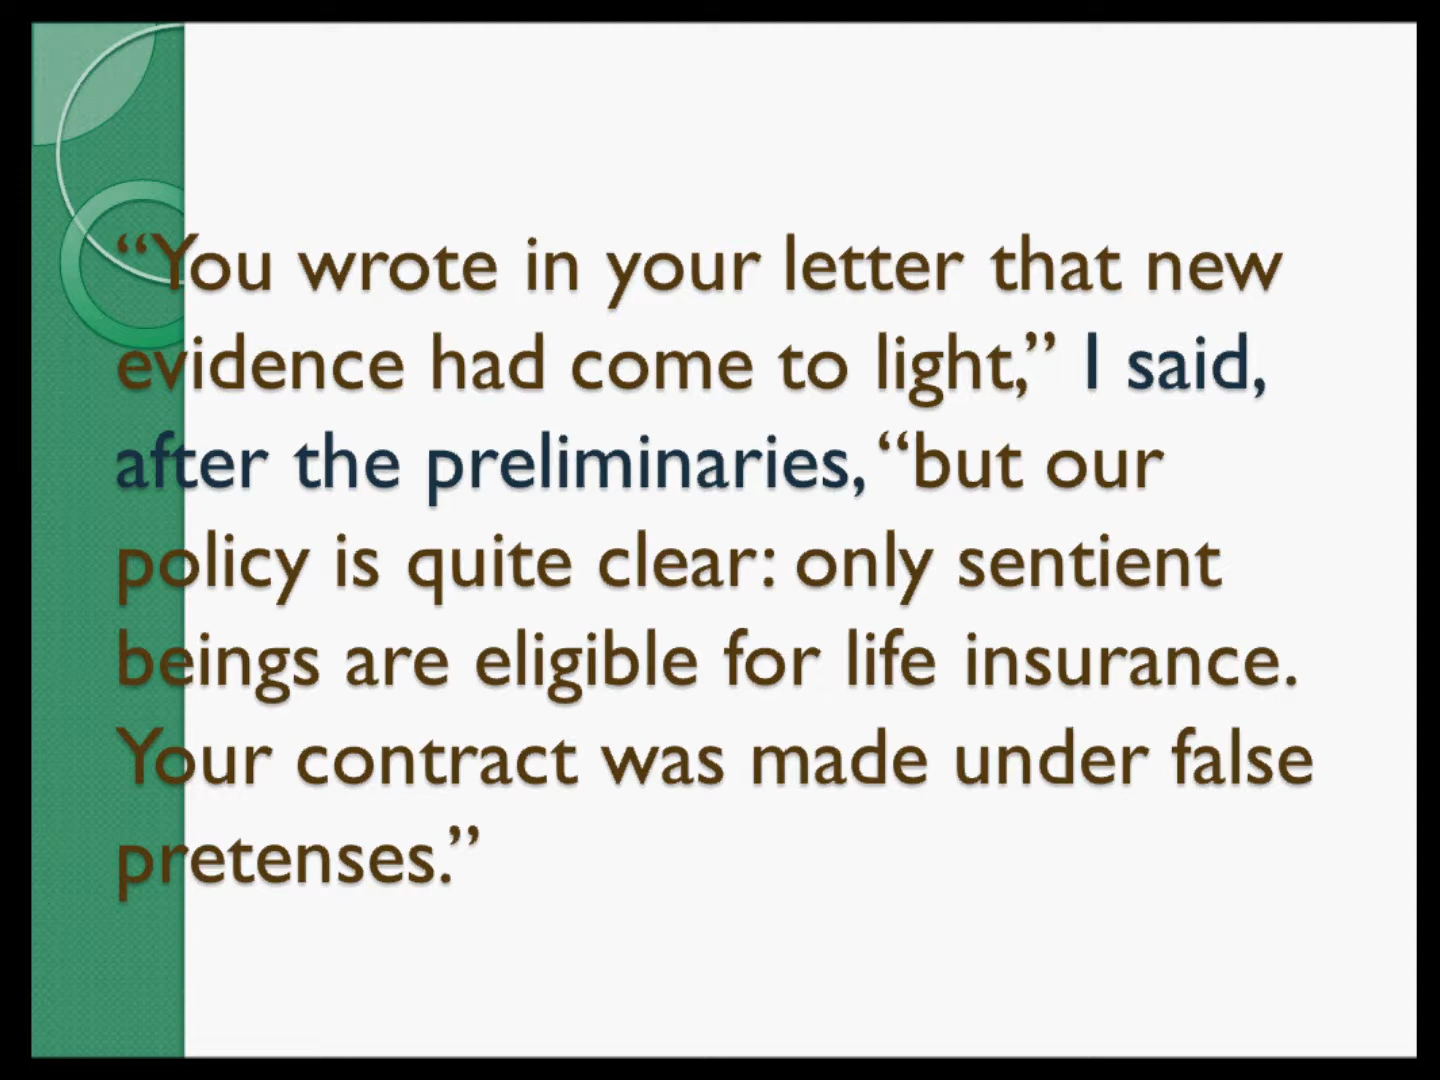 “You wrote in your letter that new
evidence had come to light,” I said,
after the preliminaries, “but our
policy is quite clear: only sentient
beings are eligible for life insurance.
Your contract was made under false
pretenses.”